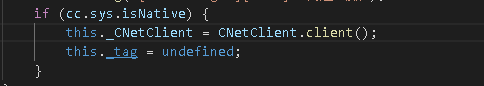 if (cc.sys.isNative) {
this._CNetClient = CNetClient.client();
this._tag = undefined;
}